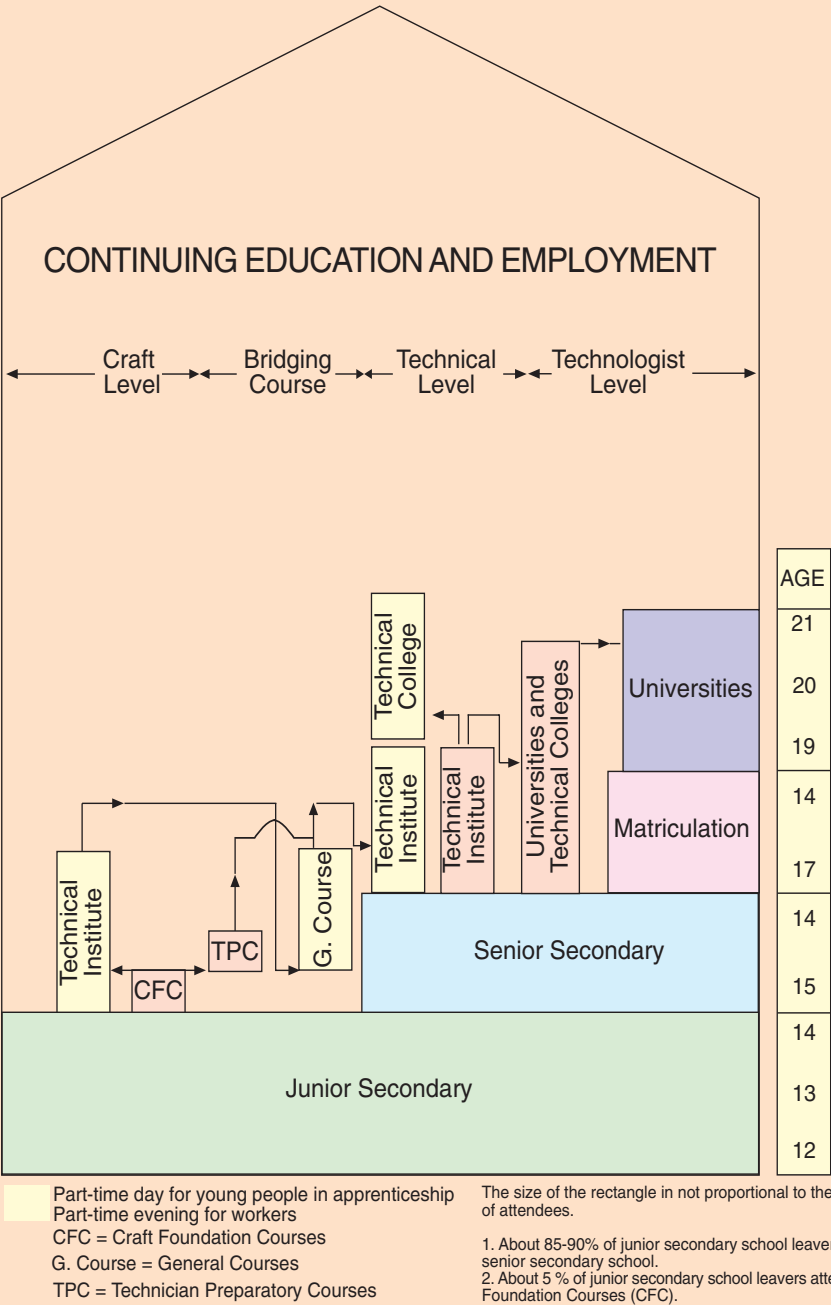 CONTINUING EDUCATION AND EMPLOYMENT
Craft
Level
Bridging
Course
Technical
Level
Technologist
Level
AGE
21
20
19
14
17
14
15
14
13
12
Technical
College
Universities
Technical
Institute
Technical
Institute
Universities and
Technical Colleges
Matriculation
Technical
Institute
CFC
TPC
G. Course
Senior Secondary
Junior Secondary
Part-time day for young people in apprenticeship
Part-time evening for workers
CFC = Craft Foundation Courses
G. Course = General Courses
TPC = Technician Preparatory Courses
The size of the rectangle in not proportional to the
of attendees.
1. About 85-90% of junior secondary school
senior secondary school.
2. About 5 % of junior secondary school leavers
Foundation Courses (CFC).